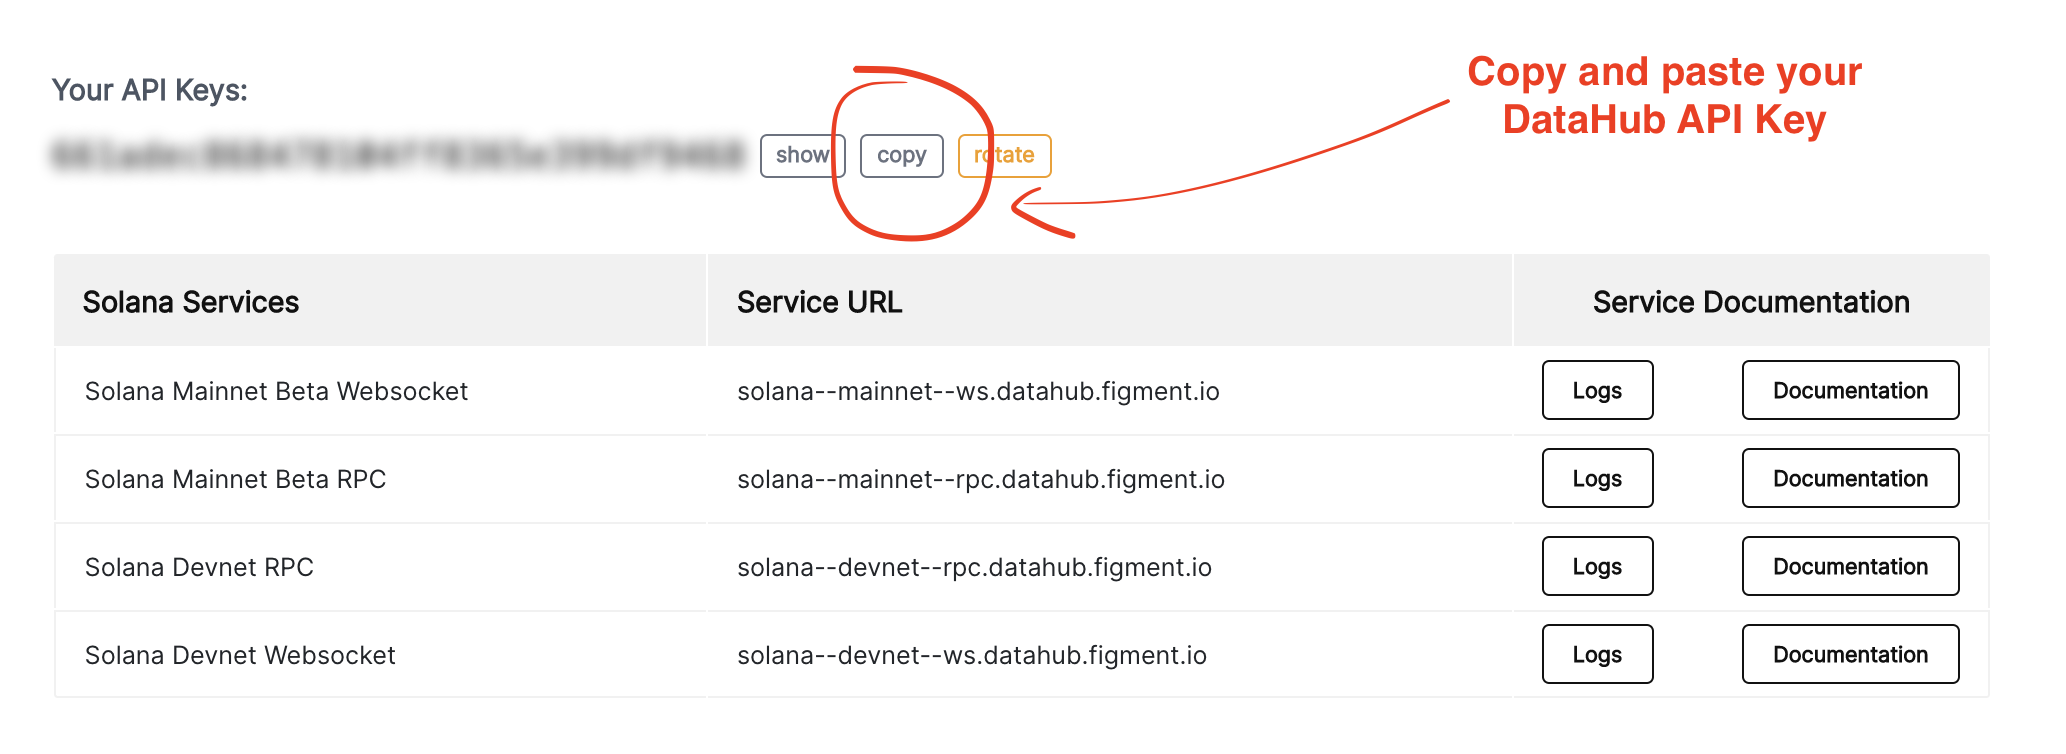 Copy and paste your
DataHub API Key
Your API Keys:
show copy rotate
Solana Services Service URL Service Documentation
Solana Mainnet Beta Websocket solana--mainnet--ws.datahub.figment.io Logs Documentation
Solana Mainnet Beta RPC solana--mainnet--rpc.datahub.figment.io Logs Documentation
Solana Devnet RPC solana--devnet--rpc.datahub.figment.io Logs Documentation
Solana Devnet Websocket solana--devnet--ws.datahub.figment.io Logs Documentation